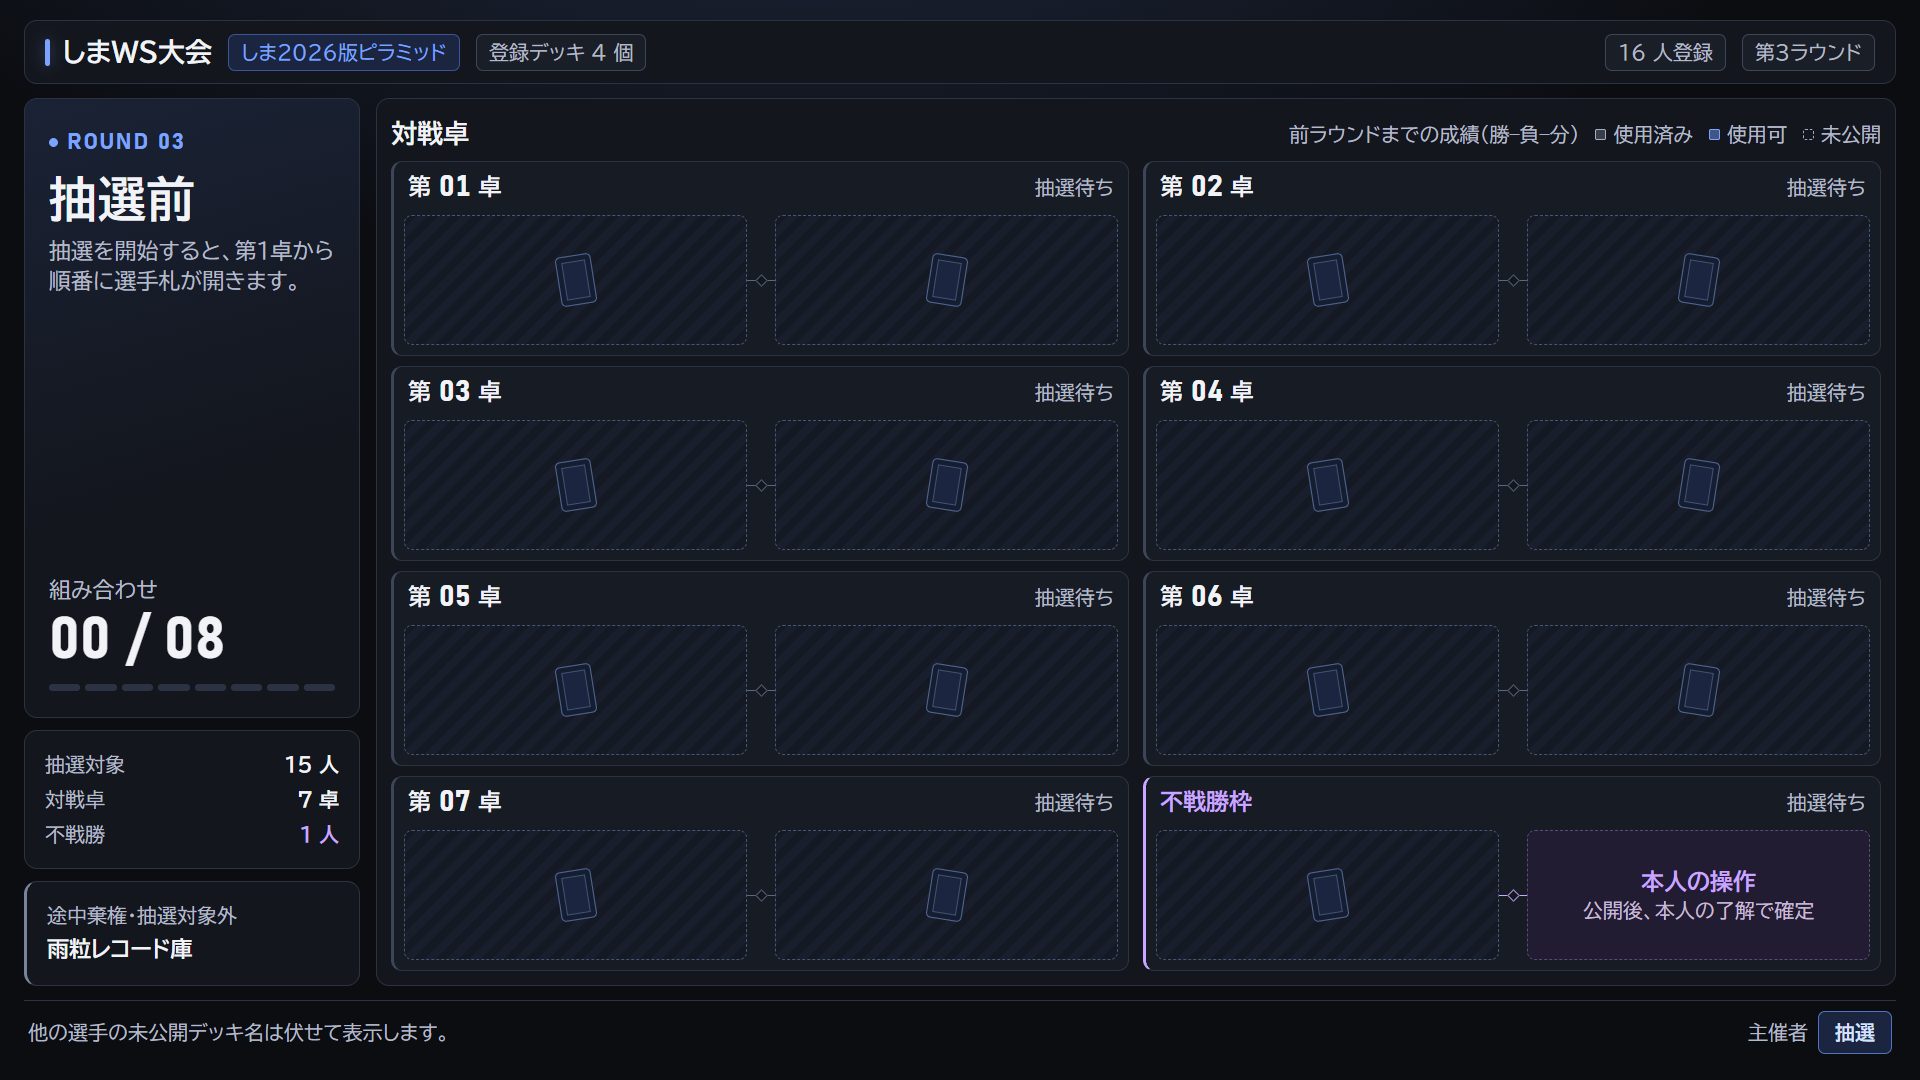 しまWS大会
しま2026版ピラミッド
登録デッキ 4 個
16 人登録
第3ラウンド
ROUND 03
抽選前
抽選を開始すると、第1卓から
順番に選手札が開きます。
組み合わせ
00 / 08
抽選対象 15 人
対戦卓 7 卓
不戦勝 1 人
途中棄権・抽選対象外
雨粒レコード庫
対戦卓
前ラウンドまでの成績(勝–負–分) 使用済み 使用可 未公開
第 01 卓 抽選待ち
第 02 卓 抽選待ち
第 03 卓 抽選待ち
第 04 卓 抽選待ち
第 05 卓 抽選待ち
第 06 卓 抽選待ち
第 07 卓 抽選待ち
不戦勝枠 抽選待ち
本人の操作
公開後、本人の了解で確定
他の選手の未公開デッキ名は伏せて表示します。
主催者 抽選